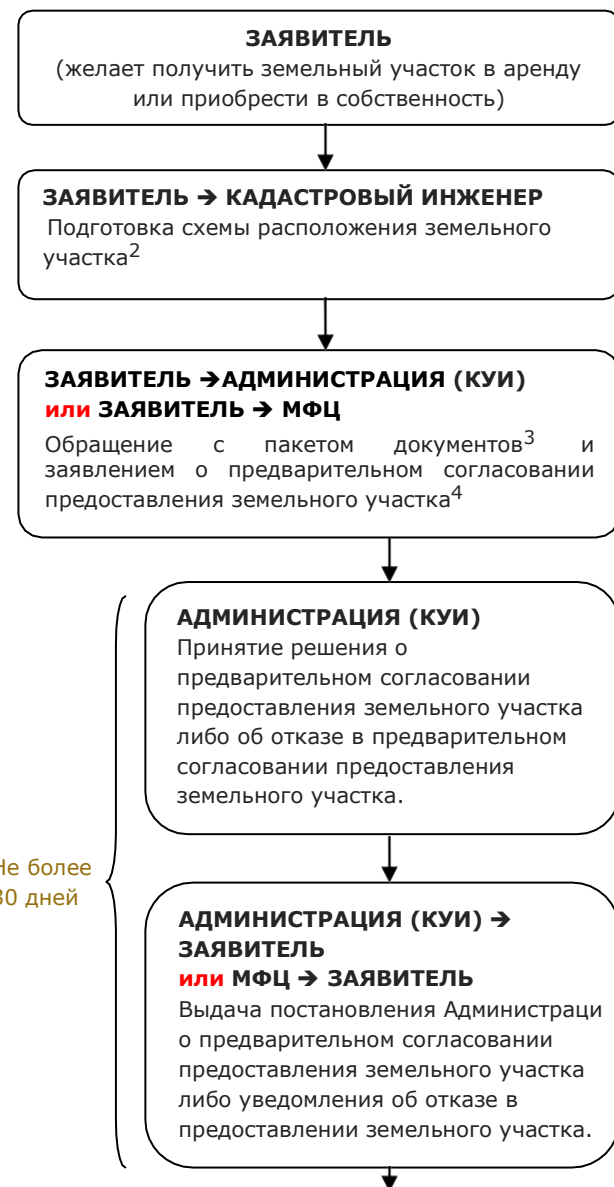 ЗАЯВИТЕЛЬ
(желает получить земельный участок в аренду
или приобрести в собственность)
ЗАЯВИТЕЛЬ → КАДАСТРОВЫЙ ИНЖЕНЕР
Подготовка схемы расположения земельного
участка2
ЗАЯВИТЕЛЬ →АДМИНИСТРАЦИЯ (КУИ)
или ЗАЯВИТЕЛЬ → МФЦ
Обращение с пакетом документов3 и
заявлением о предварительном согласовании
предоставления земельного участка4
АДМИНИСТРАЦИЯ (КУИ)
Принятие решения о
предварительном согласовании
предоставления земельного участка
либо об отказе в предварительном
согласовании предоставления
земельного участка.
Не более
30 дней
АДМИНИСТРАЦИЯ (КУИ) →
ЗАЯВИТЕЛЬ
или МФЦ → ЗАЯВИТЕЛЬ
Выдача постановления Администраци
о предварительном согласовании
предоставления земельного участка
либо уведомления об отказе в
предоставлении земельного участка.